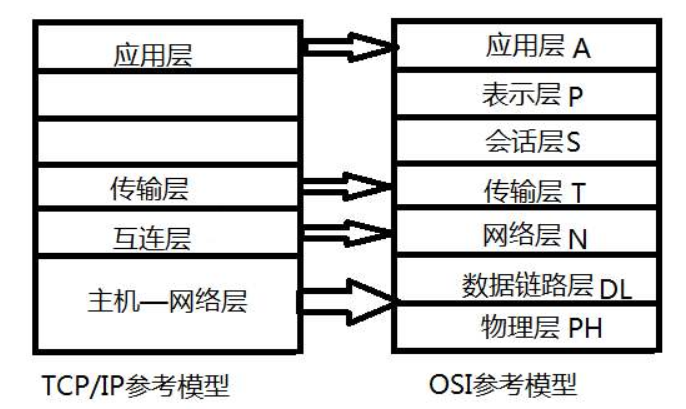 应用层
传输层
互连层
主机—网络层
TCP/IP参考模型
应用层 A
表示层 P
会话层 S
传输层 T
网络层 N
数据链路层 DL
物理层 PH
OSI参考模型